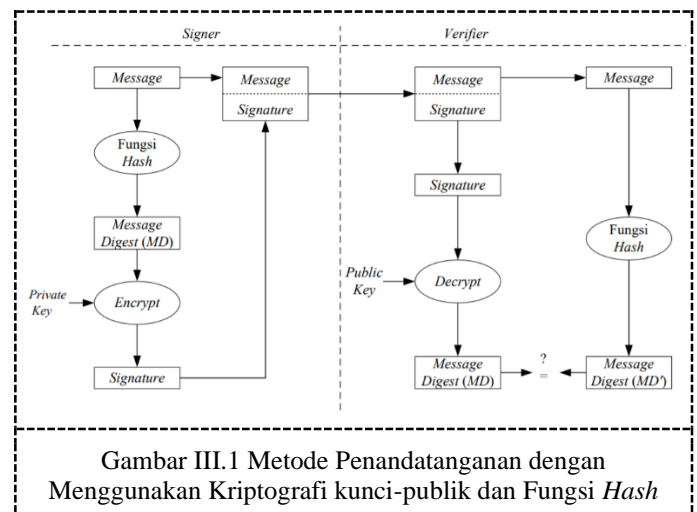 Signer
Verifier
Message
Message
Signature
Message
Signature
Message
Fungsi
Hash
Signature
Fungsi
Hash
Message
Digest (MD)
Private
Key
Encrypt
Public
Key
Decrypt
Signature
Message
Digest (MD)
?
=
Message
Digest (MD')
Gambar III.1 Metode Penandatanganan dengan
Menggunakan Kriptografi kunci-publik dan Fungsi Hash